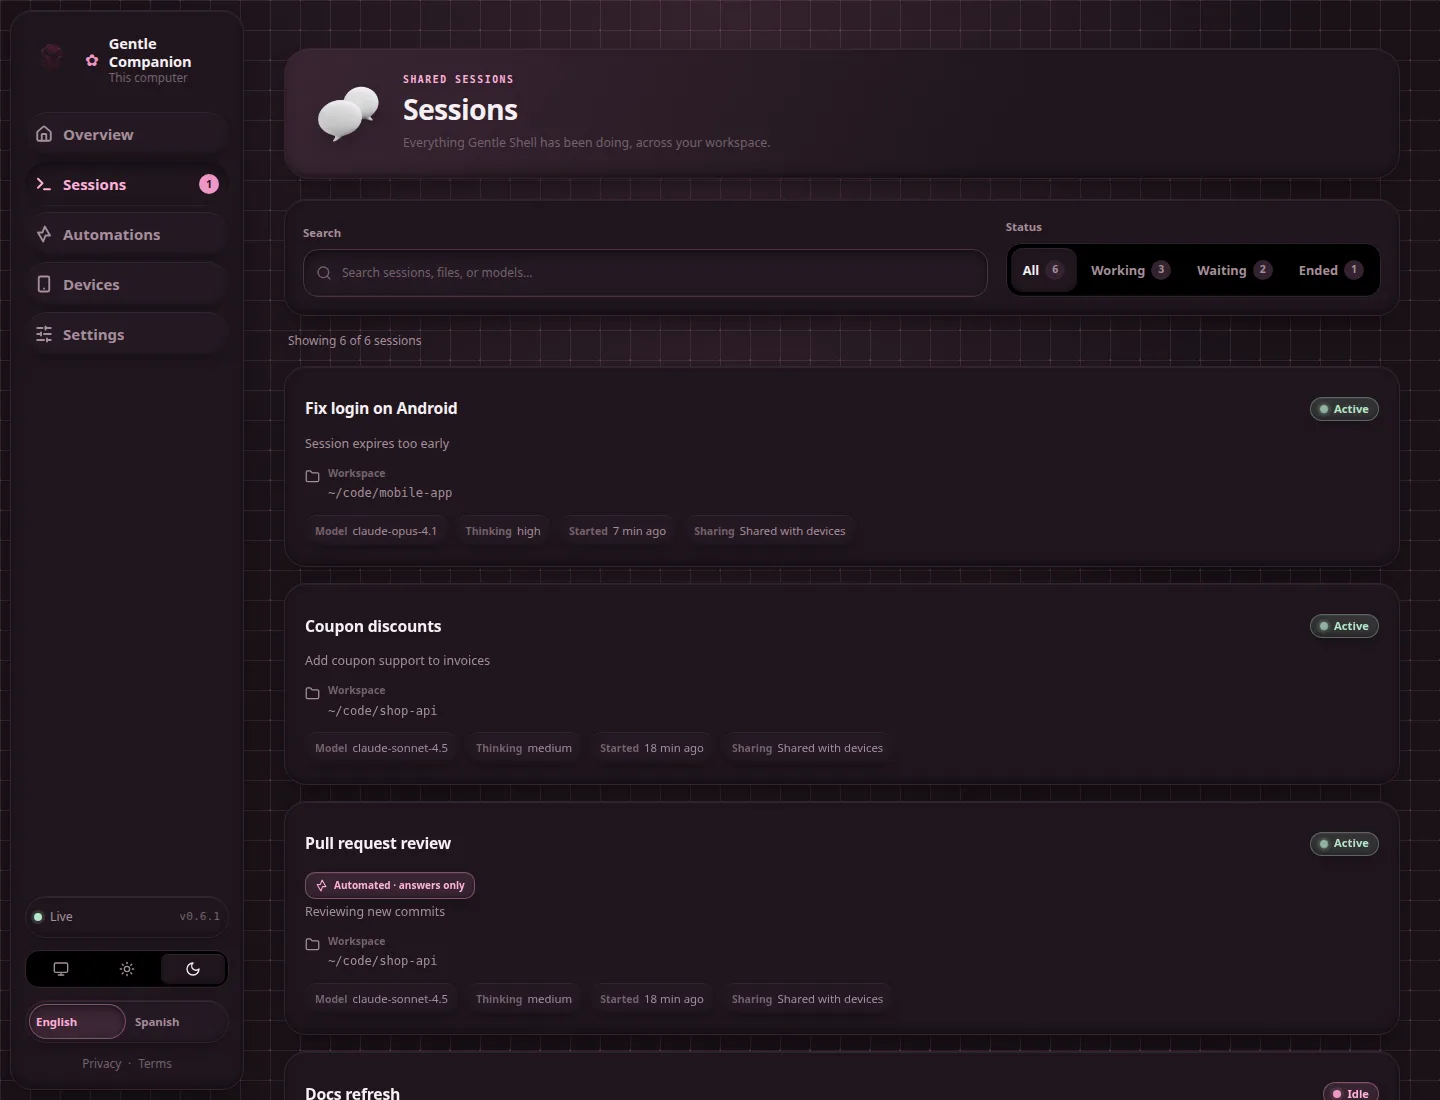 Gentle
Companion
This computer
Overview
Sessions 1
Automations
Devices
Settings
Live v0.6.1
English Spanish
Privacy · Terms
SHARED SESSIONS
Sessions
Everything Gentle Shell has been doing, across your workspace.
Search
Search sessions, files, or models...
Status
All 6 Working 3 Waiting 2 Ended 1
Showing 6 of 6 sessions
Fix login on Android Active
Session expires too early
Workspace
~/code/mobile-app
Model claude-opus-4.1 Thinking high Started 7 min ago Sharing Shared with devices
Coupon discounts Active
Add coupon support to invoices
Workspace
~/code/shop-api
Model claude-sonnet-4.5 Thinking medium Started 18 min ago Sharing Shared with devices
Pull request review Active
Automated · answers only
Reviewing new commits
Workspace
~/code/shop-api
Model claude-sonnet-4.5 Thinking medium Started 18 min ago Sharing Shared with devices
Docs refresh Idle